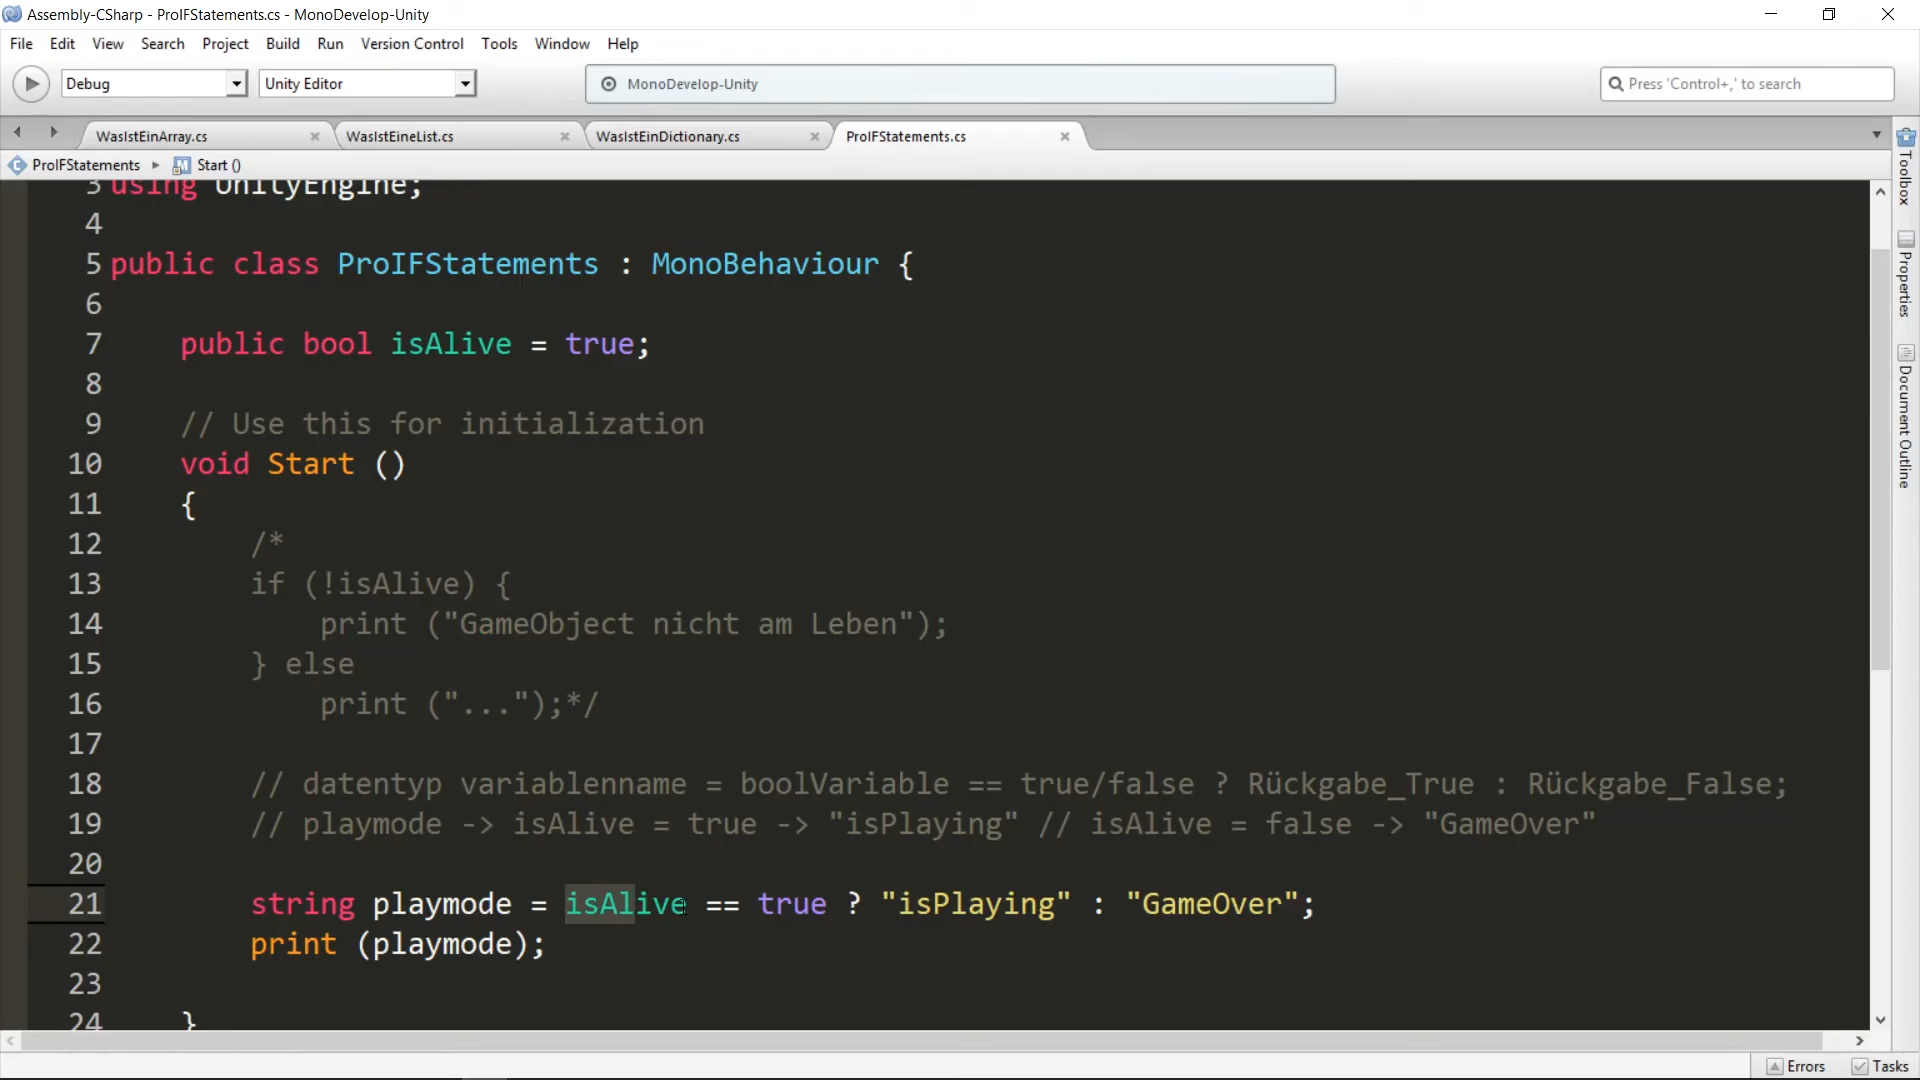 Assembly-CSharp - ProIFStatements.cs - MonoDevelop-Unity
File Edit View Search Project Build Run Version Control Tools Window Help
Debug Unity Editor MonoDevelop-Unity Press 'Control+,' to search
WasIstEinArray.cs WasIstEineList.cs WasIstEinDictionary.cs ProIFStatements.cs
ProIFStatements Start ()
3 using UnityEngine;
4
5 public class ProIFStatements : MonoBehaviour {
6
7 public bool isAlive = true;
8
9 // Use this for initialization
10 void Start ()
11 {
12 /*
13 if (!isAlive) {
14 print ("GameObject nicht am Leben");
15 } else
16 print ("...");*/
17
18 // datentyp variablenname = boolVariable == true/false ? Rückgabe_True : Rückgabe_False;
19 // playmode -> isAlive = true -> "isPlaying" // isAlive = false -> "GameOver"
20
21 string playmode = isAlive == true ? "isPlaying" : "GameOver";
22 print (playmode);
23
24 }
Toolbox
Properties
Document Outline
Errors Tasks